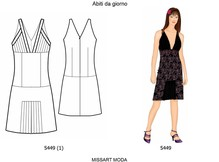 Abiti da giorno
5449 (1)
5449
MISSART MODA